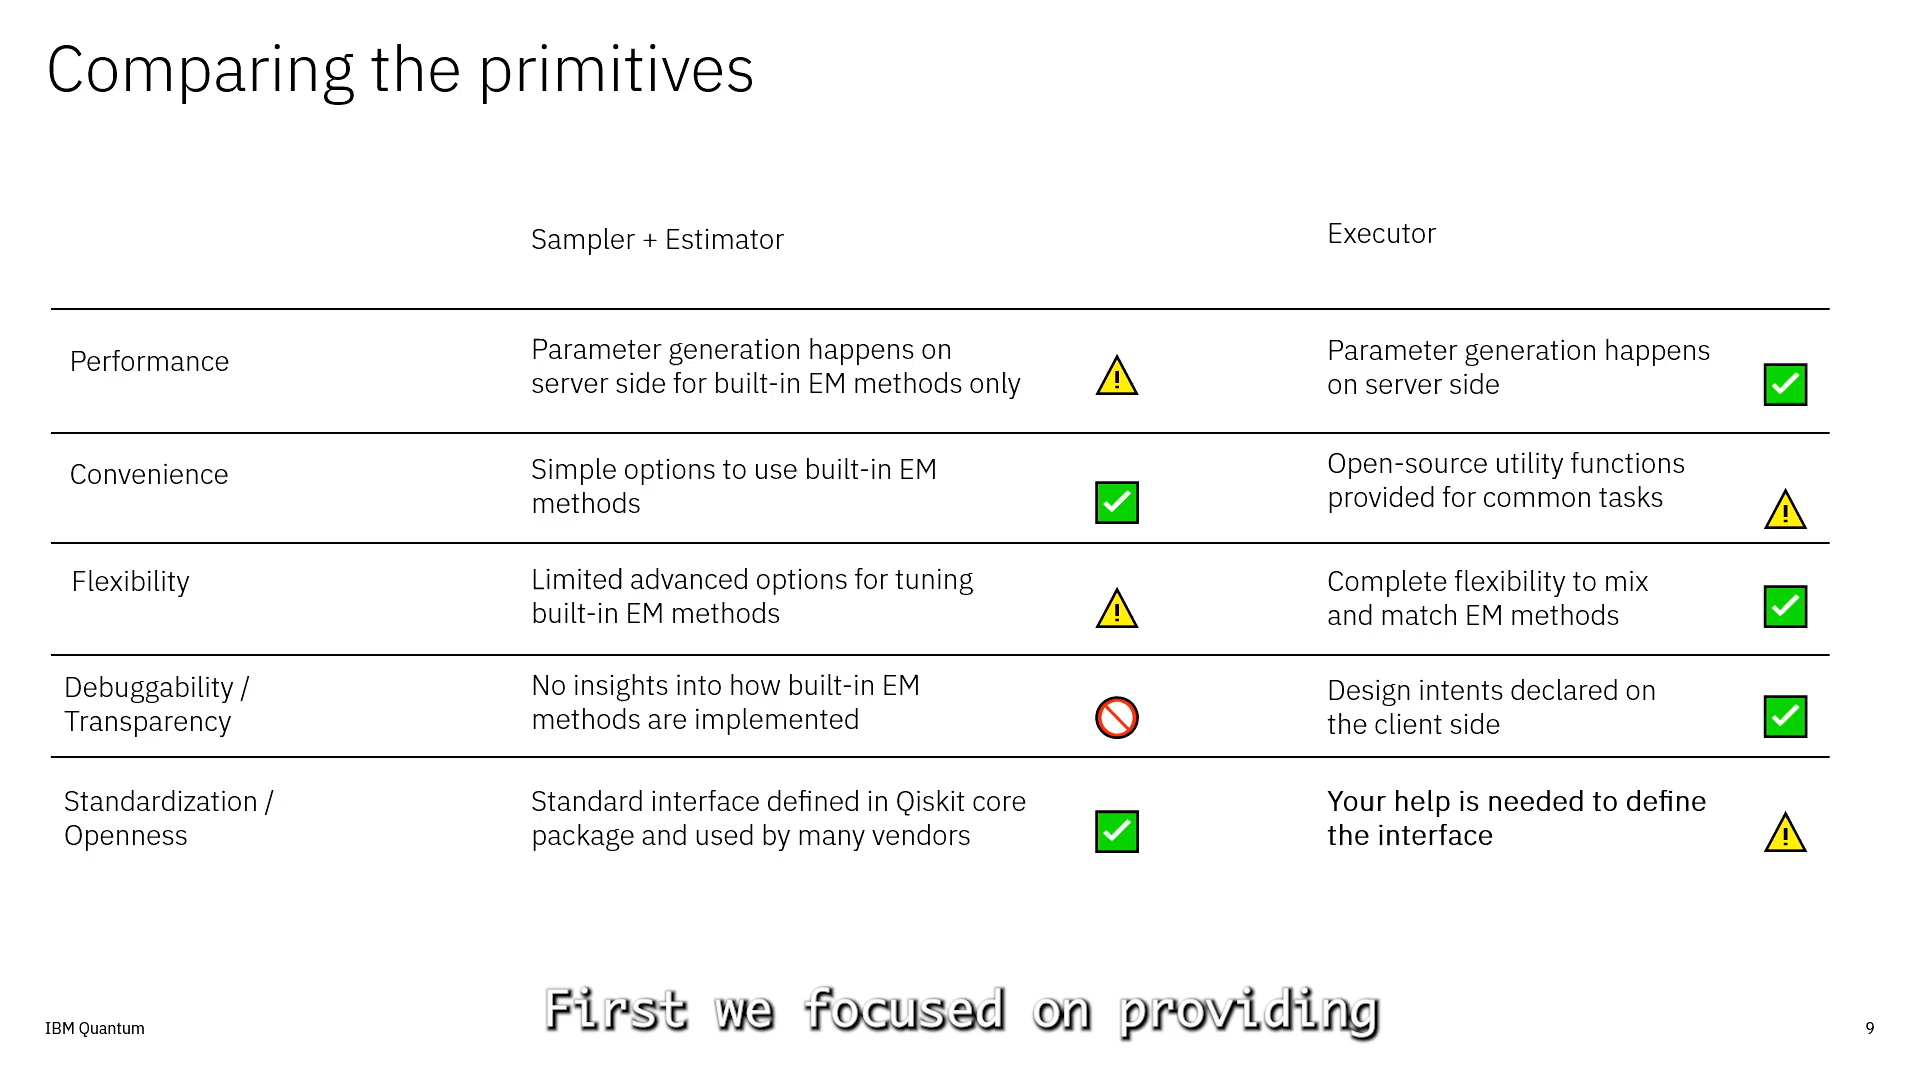 Comparing the primitives
Sampler + Estimator
Executor
Performance
Parameter generation happens on
server side for built-in EM methods only
Parameter generation happens
on server side
Convenience
Simple options to use built-in EM
methods
Open-source utility functions
provided for common tasks
Flexibility
Limited advanced options for tuning
built-in EM methods
Complete flexibility to mix
and match EM methods
Debuggability /
Transparency
No insights into how built-in EM
methods are implemented
Design intents declared on
the client side
Standardization /
Openness
Standard interface defined in Qiskit core
package and used by many vendors
Your help is needed to define
the interface
First we focused on providing
IBM Quantum
9